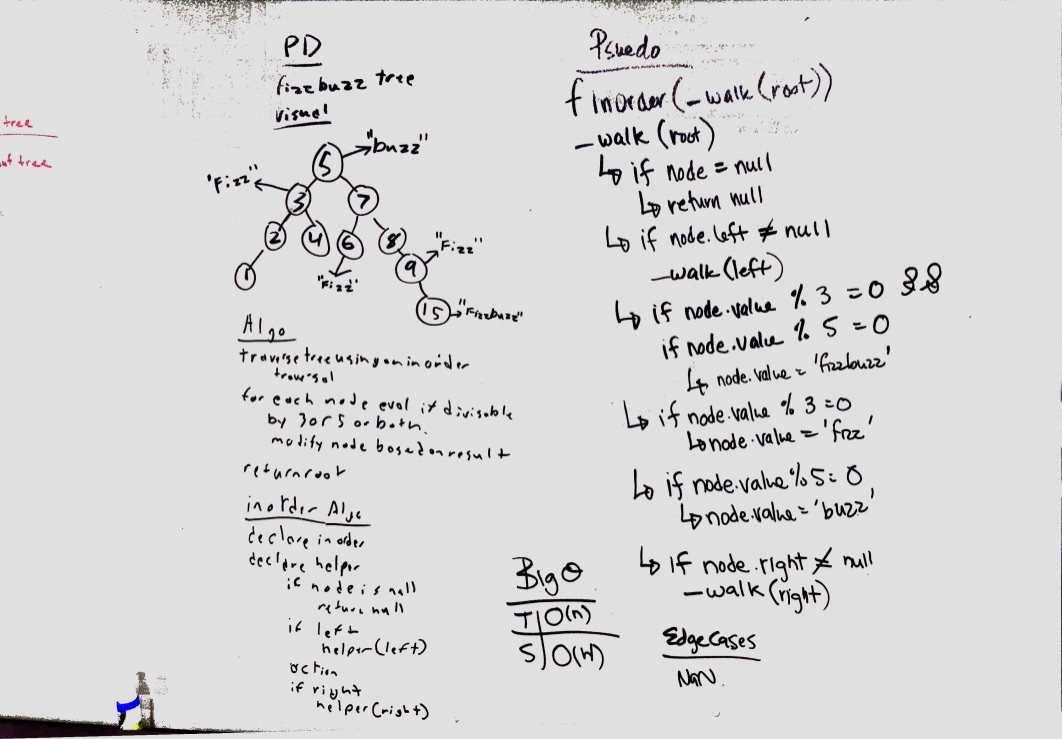 tree
tree
PD
fizzbuzz tree
visual
"buzz"
'Fizz"
5
3
7
2
4
6
8
"Fizz"
1
"Fizz"
9
15
"Fizzbuzz"
Algo
traverse tree using an inorder
traversal
for each node eval if divisable
by 3 or 5 or both.
modify node based on result
return root
inorder Algo
declare inorder
declare helper
if node is null
return null
if left
helper(left)
action
if right
helper(right)
Big O
T | O(n)
S | O(W)
Psuedo
f inorder(_walk(root))
_walk(root)
↳ if node = null
↳ return null
↳ if node.left ≠ null
_walk(left)
↳ if node.value % 3 = 0 &&
if node.value % 5 = 0
↳ node.value = 'fizzbuzz'
↳ if node.value % 3 = 0
↳ node.value = 'fizz'
↳ if node.value % 5 = 0
↳ node.value = 'buzz'
↳ if node.right ≠ null
_walk(right)
Edge Cases
NaN.